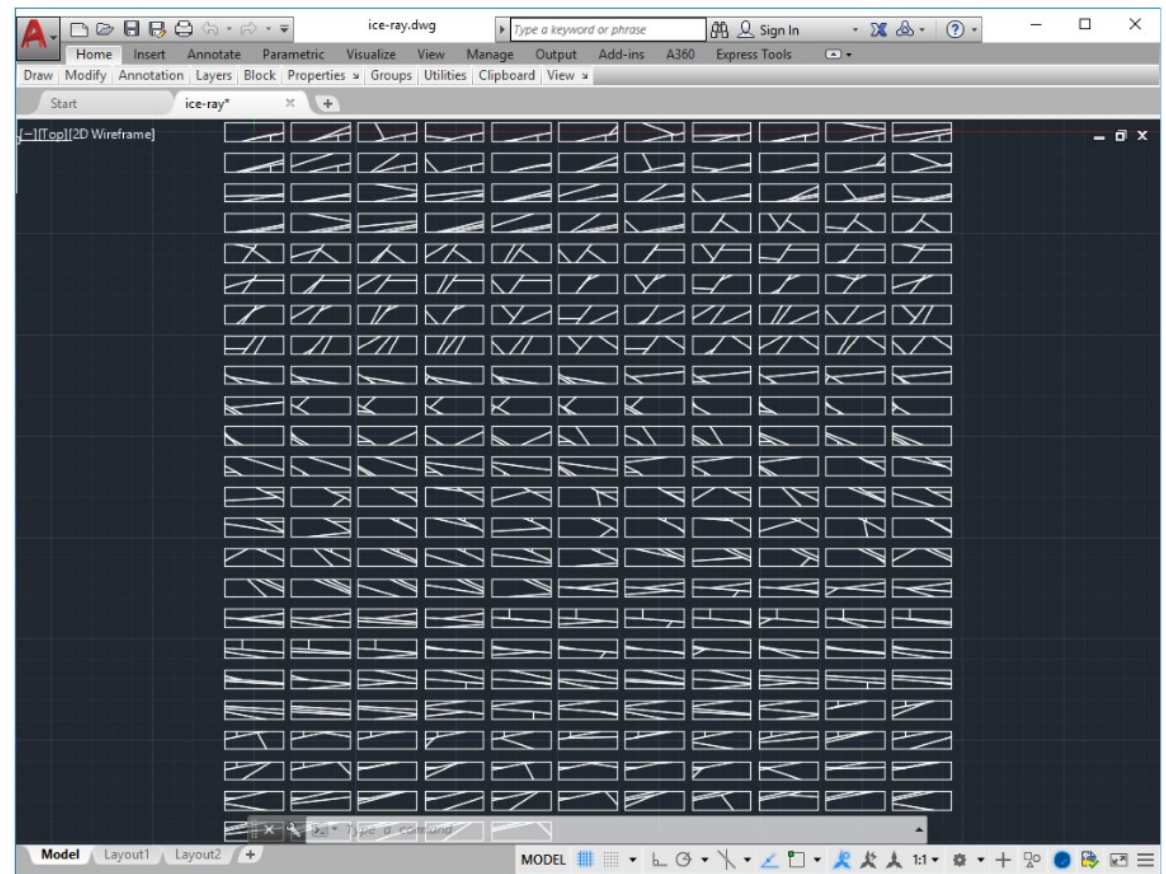 ice-ray.dwg Type a keyword or phrase Sign In
Home Insert Annotate Parametric Visualize View Manage Output Add-ins A360 Express Tools
Draw Modify Annotation Layers Block Properties Groups Utilities Clipboard View
Start ice-ray*
[−][Top][2D Wireframe]
Type a command
Model Layout1 Layout2 MODEL 1:1